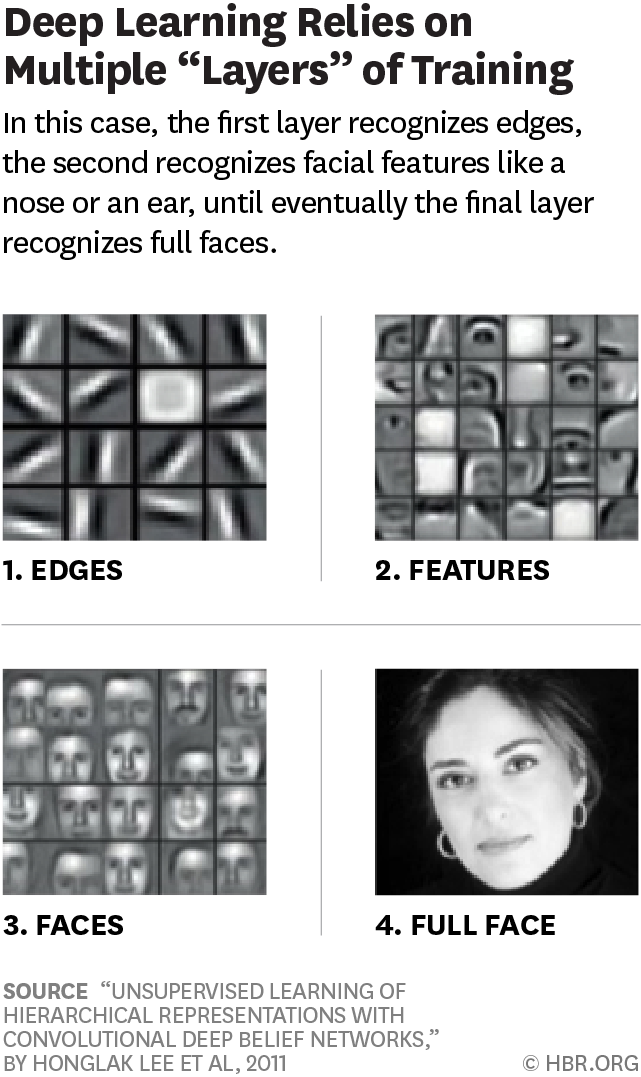 Deep Learning Relies on
Multiple “Layers” of Training
In this case, the first layer recognizes edges,
the second recognizes facial features like a
nose or an ear, until eventually the final layer
recognizes full faces.
1. EDGES
2. FEATURES
3. FACES
4. FULL FACE
SOURCE “UNSUPERVISED LEARNING OF
HIERARCHICAL REPRESENTATIONS WITH
CONVOLUTIONAL DEEP BELIEF NETWORKS,”
BY HONGLAK LEE ET AL, 2011
© HBR.ORG